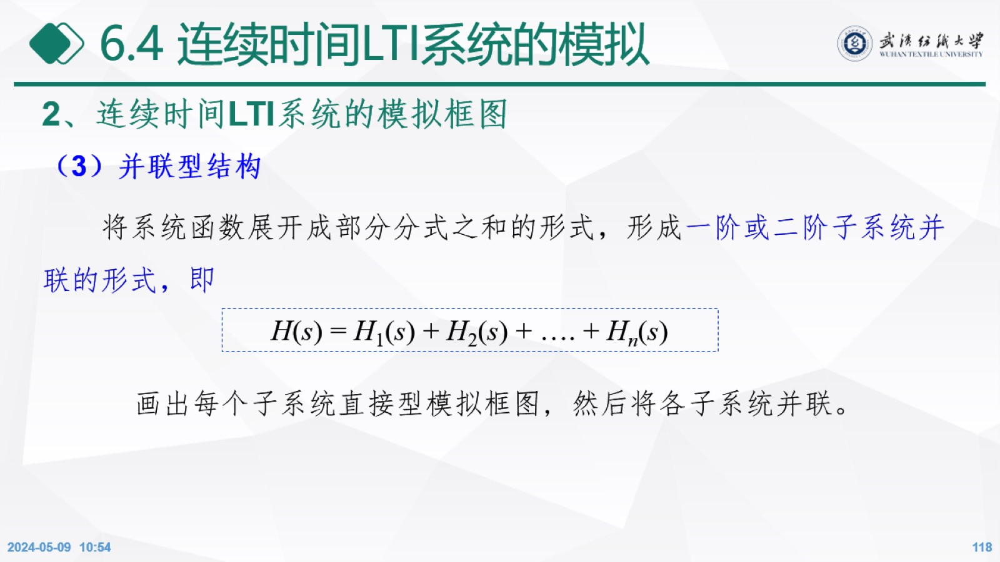 6.4 连续时间LTI系统的模拟
武汉纺织大学
WUHAN TEXTILE UNIVERSITY
2、连续时间LTI系统的模拟框图
（3）并联型结构
将系统函数展开成部分分式之和的形式，形成一阶或二阶子系统并
联的形式，即
H(s) = H₁(s) + H₂(s) + …. + Hₙ(s)
画出每个子系统直接型模拟框图，然后将各子系统并联。
2024-05-09 10:54
118